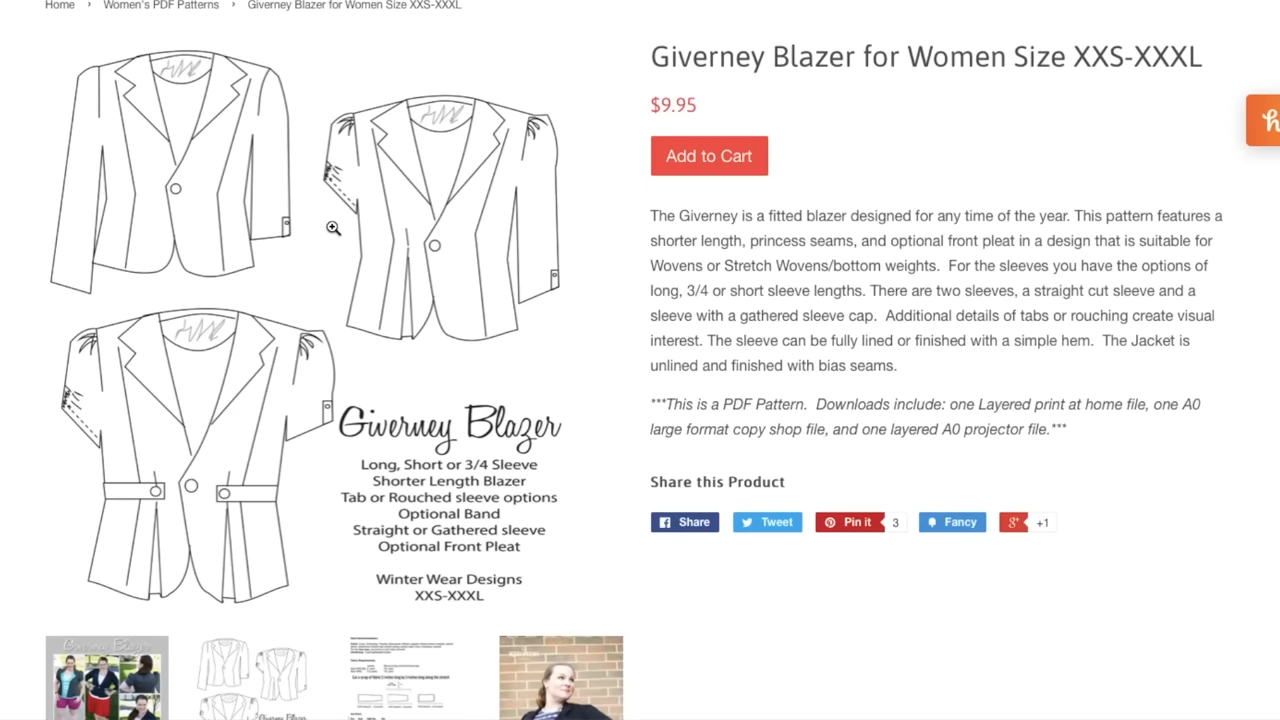 Home › Women's PDF Patterns › Giverney Blazer for Women Size XXS-XXXL
Giverney Blazer for Women Size XXS-XXXL
$9.95
Add to Cart
The Giverney is a fitted blazer designed for any time of the year. This pattern features a
shorter length, princess seams, and optional front pleat in a design that is suitable for
Wovens or Stretch Wovens/bottom weights.  For the sleeves you have the options of
long, 3/4 or short sleeve lengths. There are two sleeves, a straight cut sleeve and a
sleeve with a gathered sleeve cap.  Additional details of tabs or rouching create visual
interest. The sleeve can be fully lined or finished with a simple hem.  The Jacket is
unlined and finished with bias seams.
***This is a PDF Pattern.  Downloads include: one Layered print at home file, one A0
large format copy shop file, and one layered A0 projector file.***
Share this Product
Share
Tweet
Pin it 3
Fancy
g+ +1
Giverney Blazer
Long, Short or 3/4 Sleeve
Shorter Length Blazer
Tab or Rouched sleeve options
Optional Band
Straight or Gathered sleeve
Optional Front Pleat
Winter Wear Designs
XXS-XXXL
Giverney Blazer